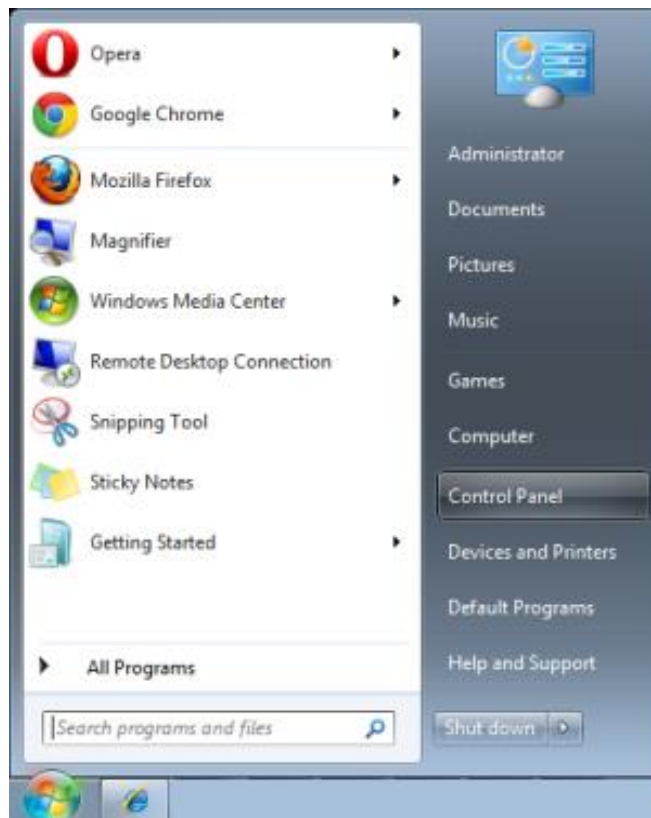 Opera
Google Chrome
Mozilla Firefox
Magnifier
Windows Media Center
Remote Desktop Connection
Snipping Tool
Sticky Notes
Getting Started
All Programs
Search programs and files
Administrator
Documents
Pictures
Music
Games
Computer
Control Panel
Devices and Printers
Default Programs
Help and Support
Shut down